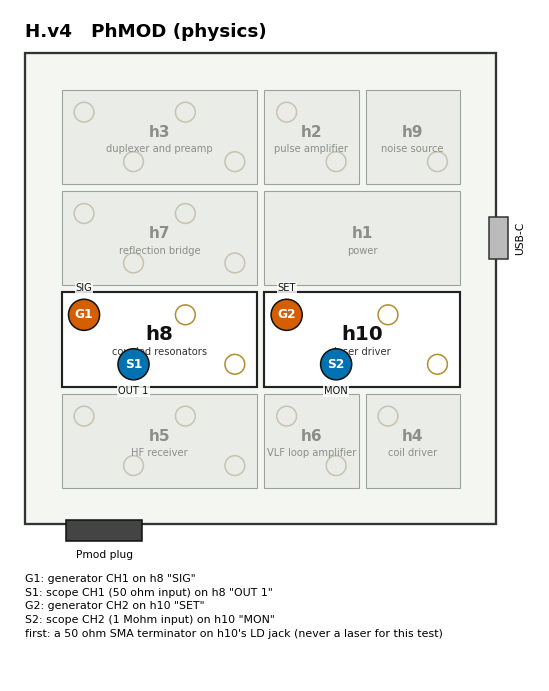 H.v4 PhMOD (physics)
h3
duplexer and preamp
h2
pulse amplifier
h9
noise source
h7
reflection bridge
h1
power
USB-C
SIG
G1
h8
coupled resonators
S1
OUT 1
SET
G2
h10
laser driver
S2
MON
h5
HF receiver
h6
VLF loop amplifier
h4
coil driver
Pmod plug
G1: generator CH1 on h8 "SIG"
S1: scope CH1 (50 ohm input) on h8 "OUT 1"
G2: generator CH2 on h10 "SET"
S2: scope CH2 (1 Mohm input) on h10 "MON"
first: a 50 ohm SMA terminator on h10's LD jack (never a laser for this test)